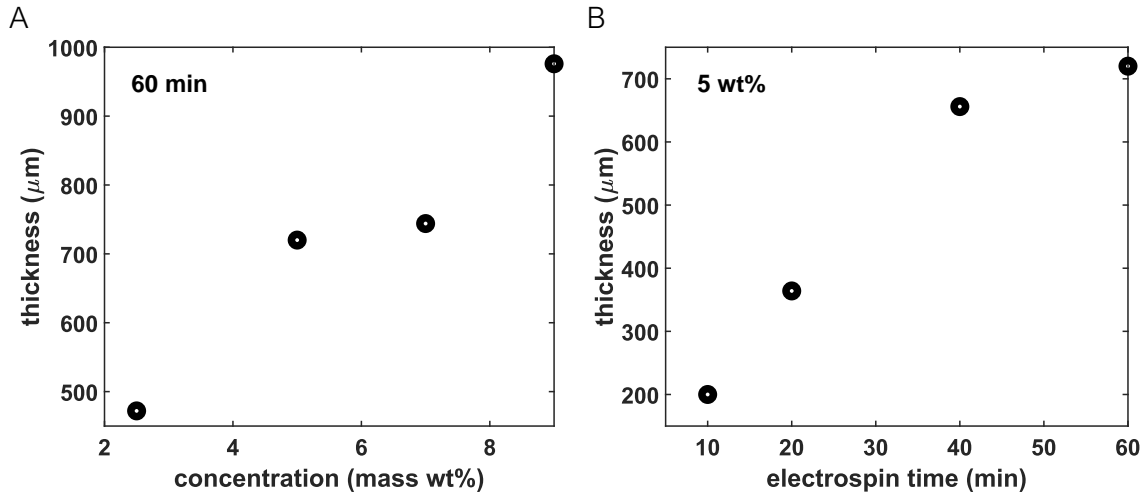 A
1000
900
800
700
600
500
60 min
thickness (μm)
2
4
6
8
concentration (mass wt%)
B
700
600
500
400
300
200
5 wt%
thickness (μm)
10
20
30
40
50
60
electrospin time (min)